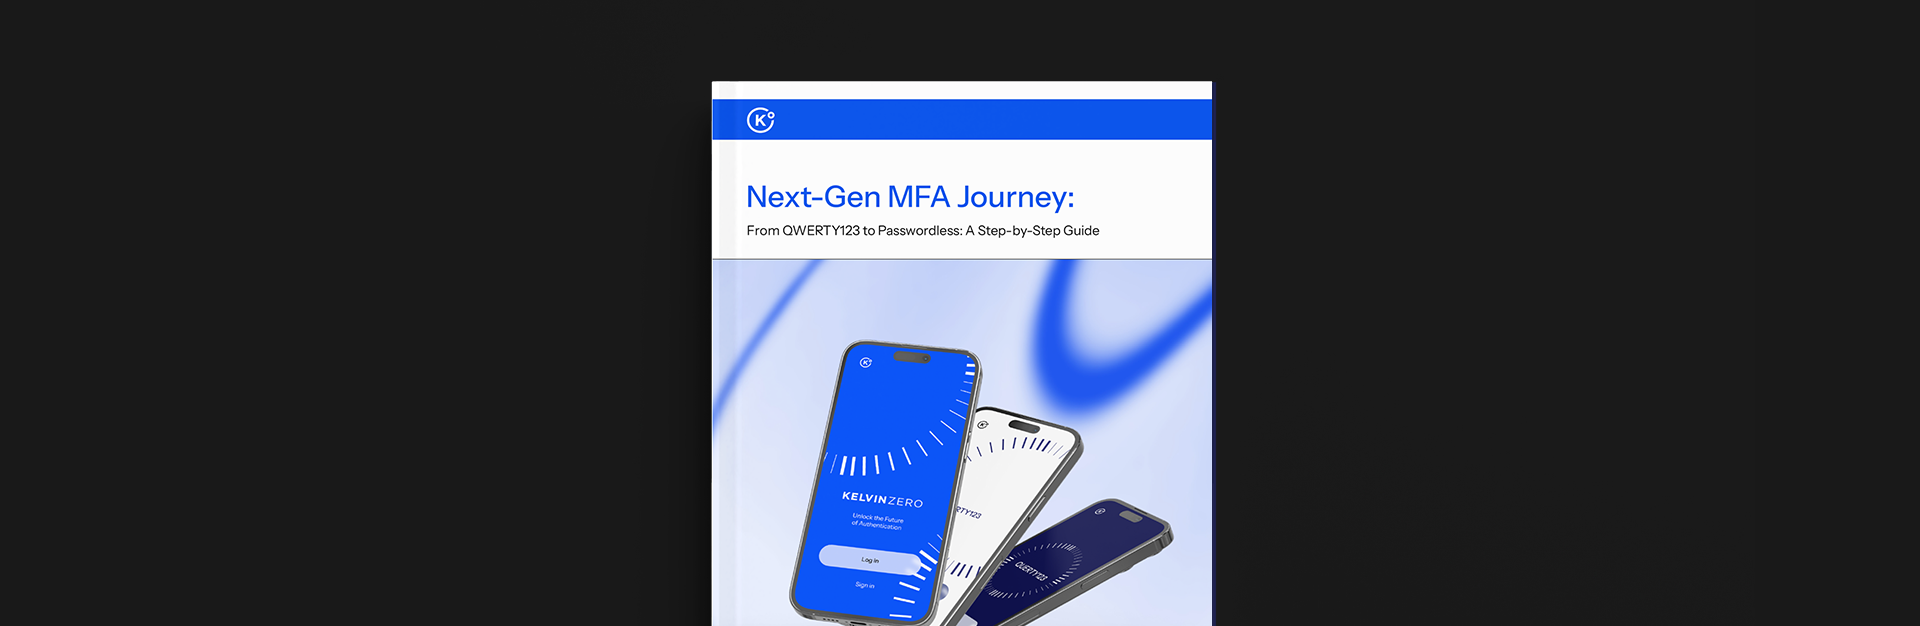 K
Next-Gen MFA Journey:
From QWERTY123 to Passwordless: A Step-by-Step Guide
K
KELVINZERO
Unlock the Future
of Authentication
Log in
Sign in
K
K
QWERTY123